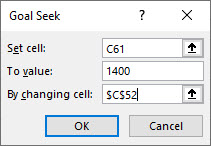 Goal Seek ? ×
Set cell: C61
To value: 1400
By changing cell: $C$52
OK Cancel